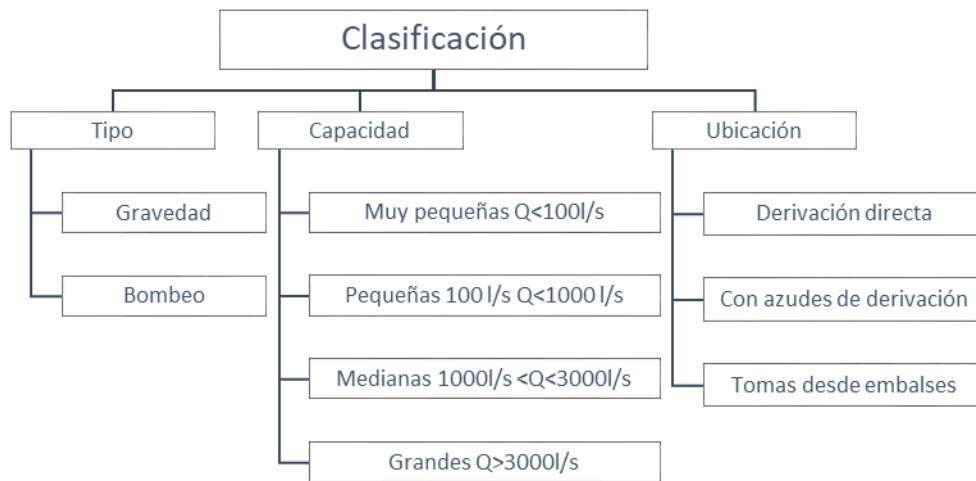 Clasificación
Tipo
Gravedad
Bombeo
Capacidad
Muy pequeñas Q<100l/s
Pequeñas 100 l/s Q<1000 l/s
Medianas 1000l/s <Q<3000l/s
Grandes Q>3000l/s
Ubicación
Derivación directa
Con azudes de derivación
Tomas desde embalses